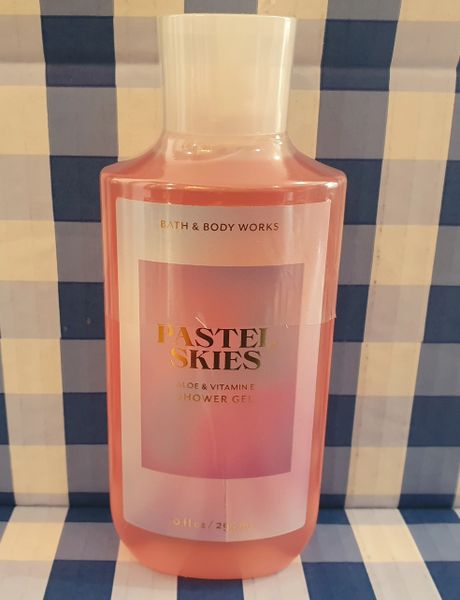 BATH & BODY WORKS
PASTEL
SKIES
ALOE & VITAMIN E
SHOWER GEL